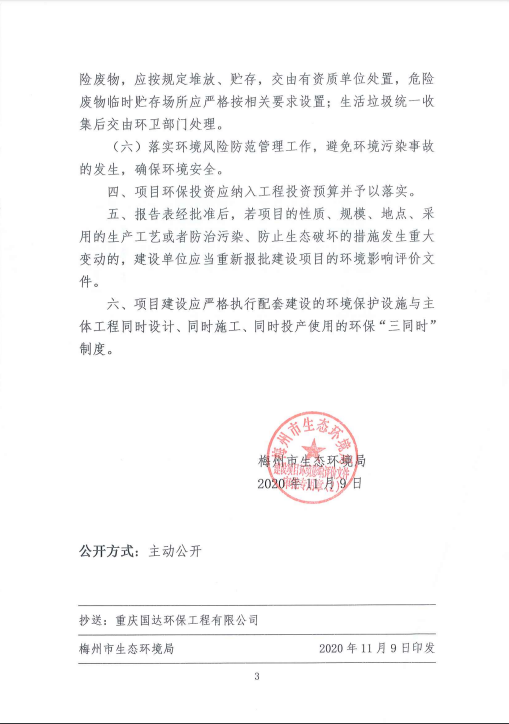 险废物，应按规定堆放、贮存，交由有资质单位处置，危险
废物临时贮存场所应严格按相关要求设置；生活垃圾统一收
集后交由环卫部门处理。
（六）落实环境风险防范管理工作，避免环境污染事故
的发生，确保环境安全。
四、项目环保投资应纳入工程投资预算并予以落实。
五、报告表经批准后，若项目的性质、规模、地点、采
用的生产工艺或者防治污染、防止生态破坏的措施发生重大
变动的，建设单位应当重新报批建设项目的环境影响评价文
件。
六、项目建设应严格执行配套建设的环境保护设施与主
体工程同时设计、同时施工、同时投产使用的环保“三同时”
制度。
梅州市生态环境局
梅州市生态环境局
2020 年 11 月 9 日
公开方式：主动公开
抄送：重庆国达环保工程有限公司
梅州市生态环境局 2020 年 11 月 9 日印发
3